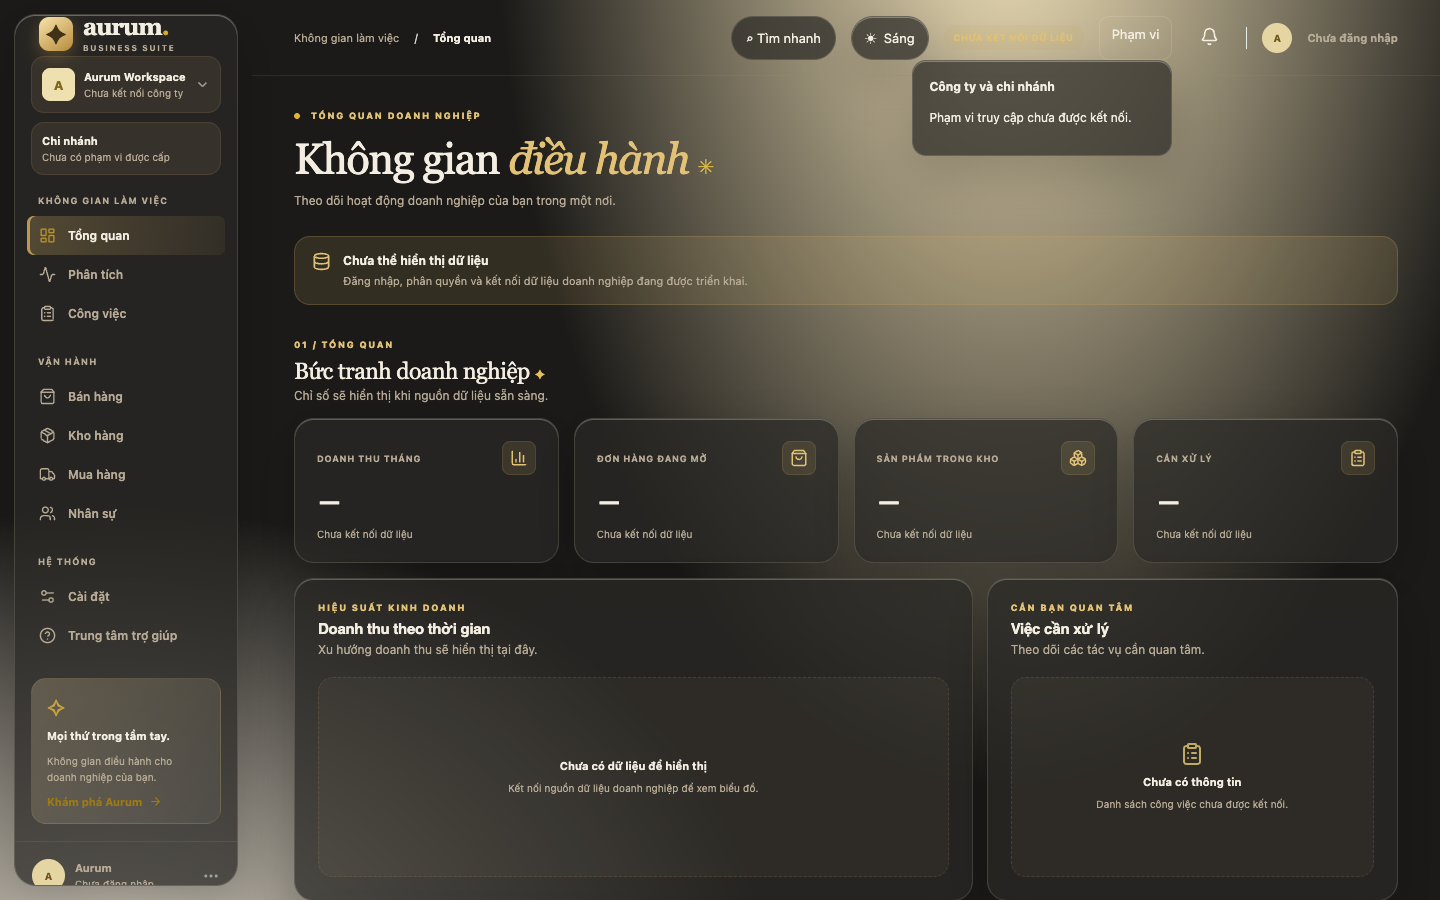 aurum.
BUSINESS SUITE
A
Aurum Workspace
Chưa kết nối công ty
Chi nhánh
Chưa có phạm vi được cấp
KHÔNG GIAN LÀM VIỆC
Tổng quan
Phân tích
Công việc
VẬN HÀNH
Bán hàng
Kho hàng
Mua hàng
Nhân sự
HỆ THỐNG
Cài đặt
Trung tâm trợ giúp
Mọi thứ trong tầm tay.
Không gian điều hành cho
doanh nghiệp của bạn.
Khám phá Aurum →
A
Aurum
Chưa đăng nhập
Không gian làm việc / Tổng quan
Tìm nhanh
Sáng
CHƯA KẾT NỐI DỮ LIỆU
Phạm vi
A
Chưa đăng nhập
Công ty và chi nhánh
Phạm vi truy cập chưa được kết nối.
TỔNG QUAN DOANH NGHIỆP
Không gian điều hành
Theo dõi hoạt động doanh nghiệp của bạn trong một nơi.
Chưa thể hiển thị dữ liệu
Đăng nhập, phân quyền và kết nối dữ liệu doanh nghiệp đang được triển khai.
01 / TỔNG QUAN
Bức tranh doanh nghiệp
Chỉ số sẽ hiển thị khi nguồn dữ liệu sẵn sàng.
DOANH THU THÁNG
—
Chưa kết nối dữ liệu
ĐƠN HÀNG ĐANG MỞ
—
Chưa kết nối dữ liệu
SẢN PHẨM TRONG KHO
—
Chưa kết nối dữ liệu
CẦN XỬ LÝ
—
Chưa kết nối dữ liệu
HIỆU SUẤT KINH DOANH
Doanh thu theo thời gian
Xu hướng doanh thu sẽ hiển thị tại đây.
Chưa có dữ liệu để hiển thị
Kết nối nguồn dữ liệu doanh nghiệp để xem biểu đồ.
CẦN BẠN QUAN TÂM
Việc cần xử lý
Theo dõi các tác vụ cần quan tâm.
Chưa có thông tin
Danh sách công việc chưa được kết nối.